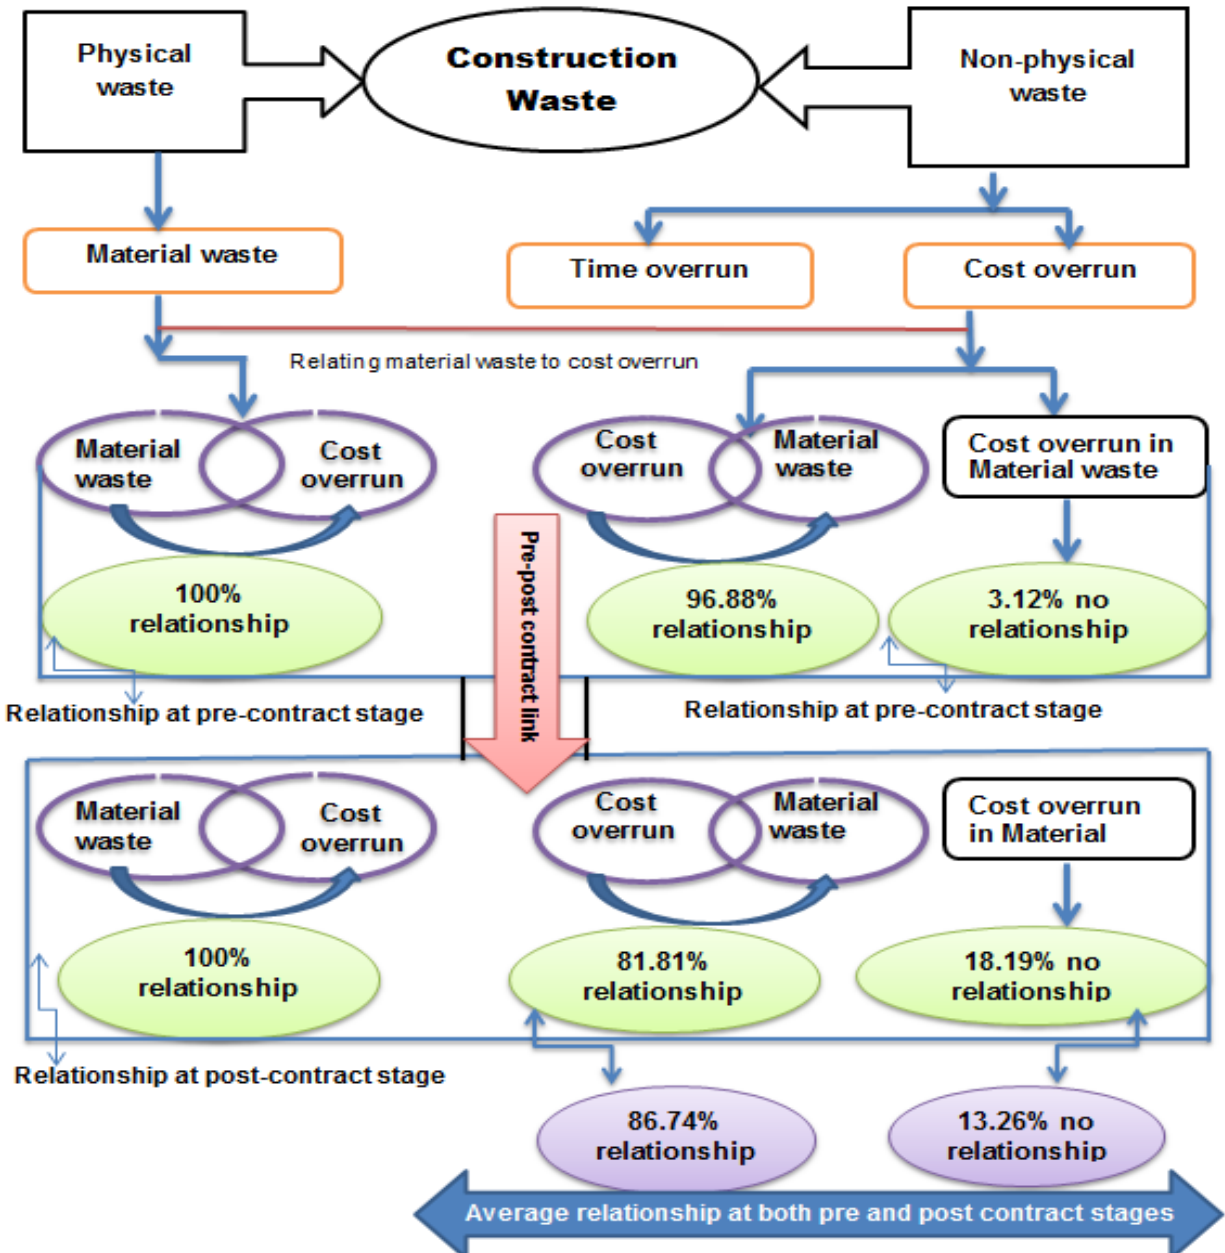 Physical
waste
Construction
Waste
Non-physical
waste
Material waste
Time overrun
Cost overrun
Relating material waste to cost overrun
Material
waste
Cost
overrun
Cost
overrun
Material
waste
Cost overrun in
Material waste
Pre-post contract link
100%
relationship
96.88%
relationship
3.12% no
relationship
Relationship at pre-contract stage
Relationship at pre-contract stage
Material
waste
Cost
overrun
Cost
overrun
Material
waste
Cost overrun
in Material
100%
relationship
81.81%
relationship
18.19% no
relationship
Relationship at post-contract stage
86.74%
relationship
13.26% no
relationship
Average relationship at both pre and post contract stages